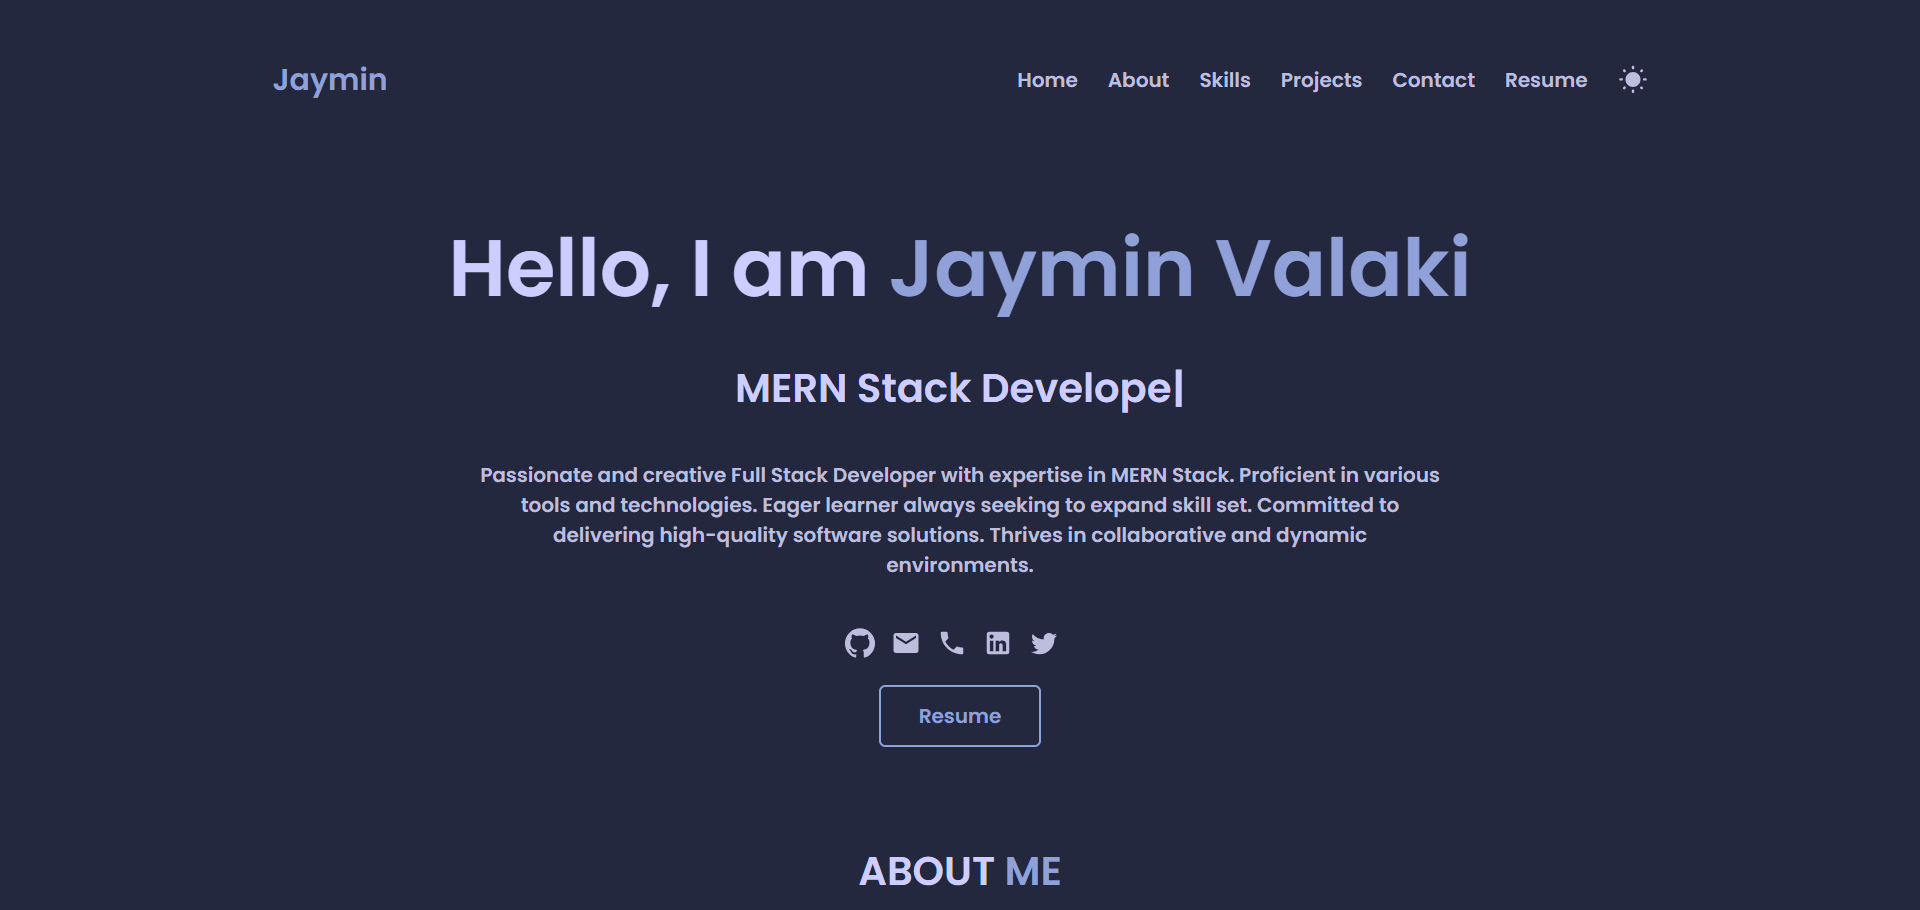 Jaymin
Home About Skills Projects Contact Resume
Hello, I am Jaymin Valaki
MERN Stack Develope|
Passionate and creative Full Stack Developer with expertise in MERN Stack. Proficient in various
tools and technologies. Eager learner always seeking to expand skill set. Committed to
delivering high-quality software solutions. Thrives in collaborative and dynamic
environments.
in
Resume
ABOUT ME